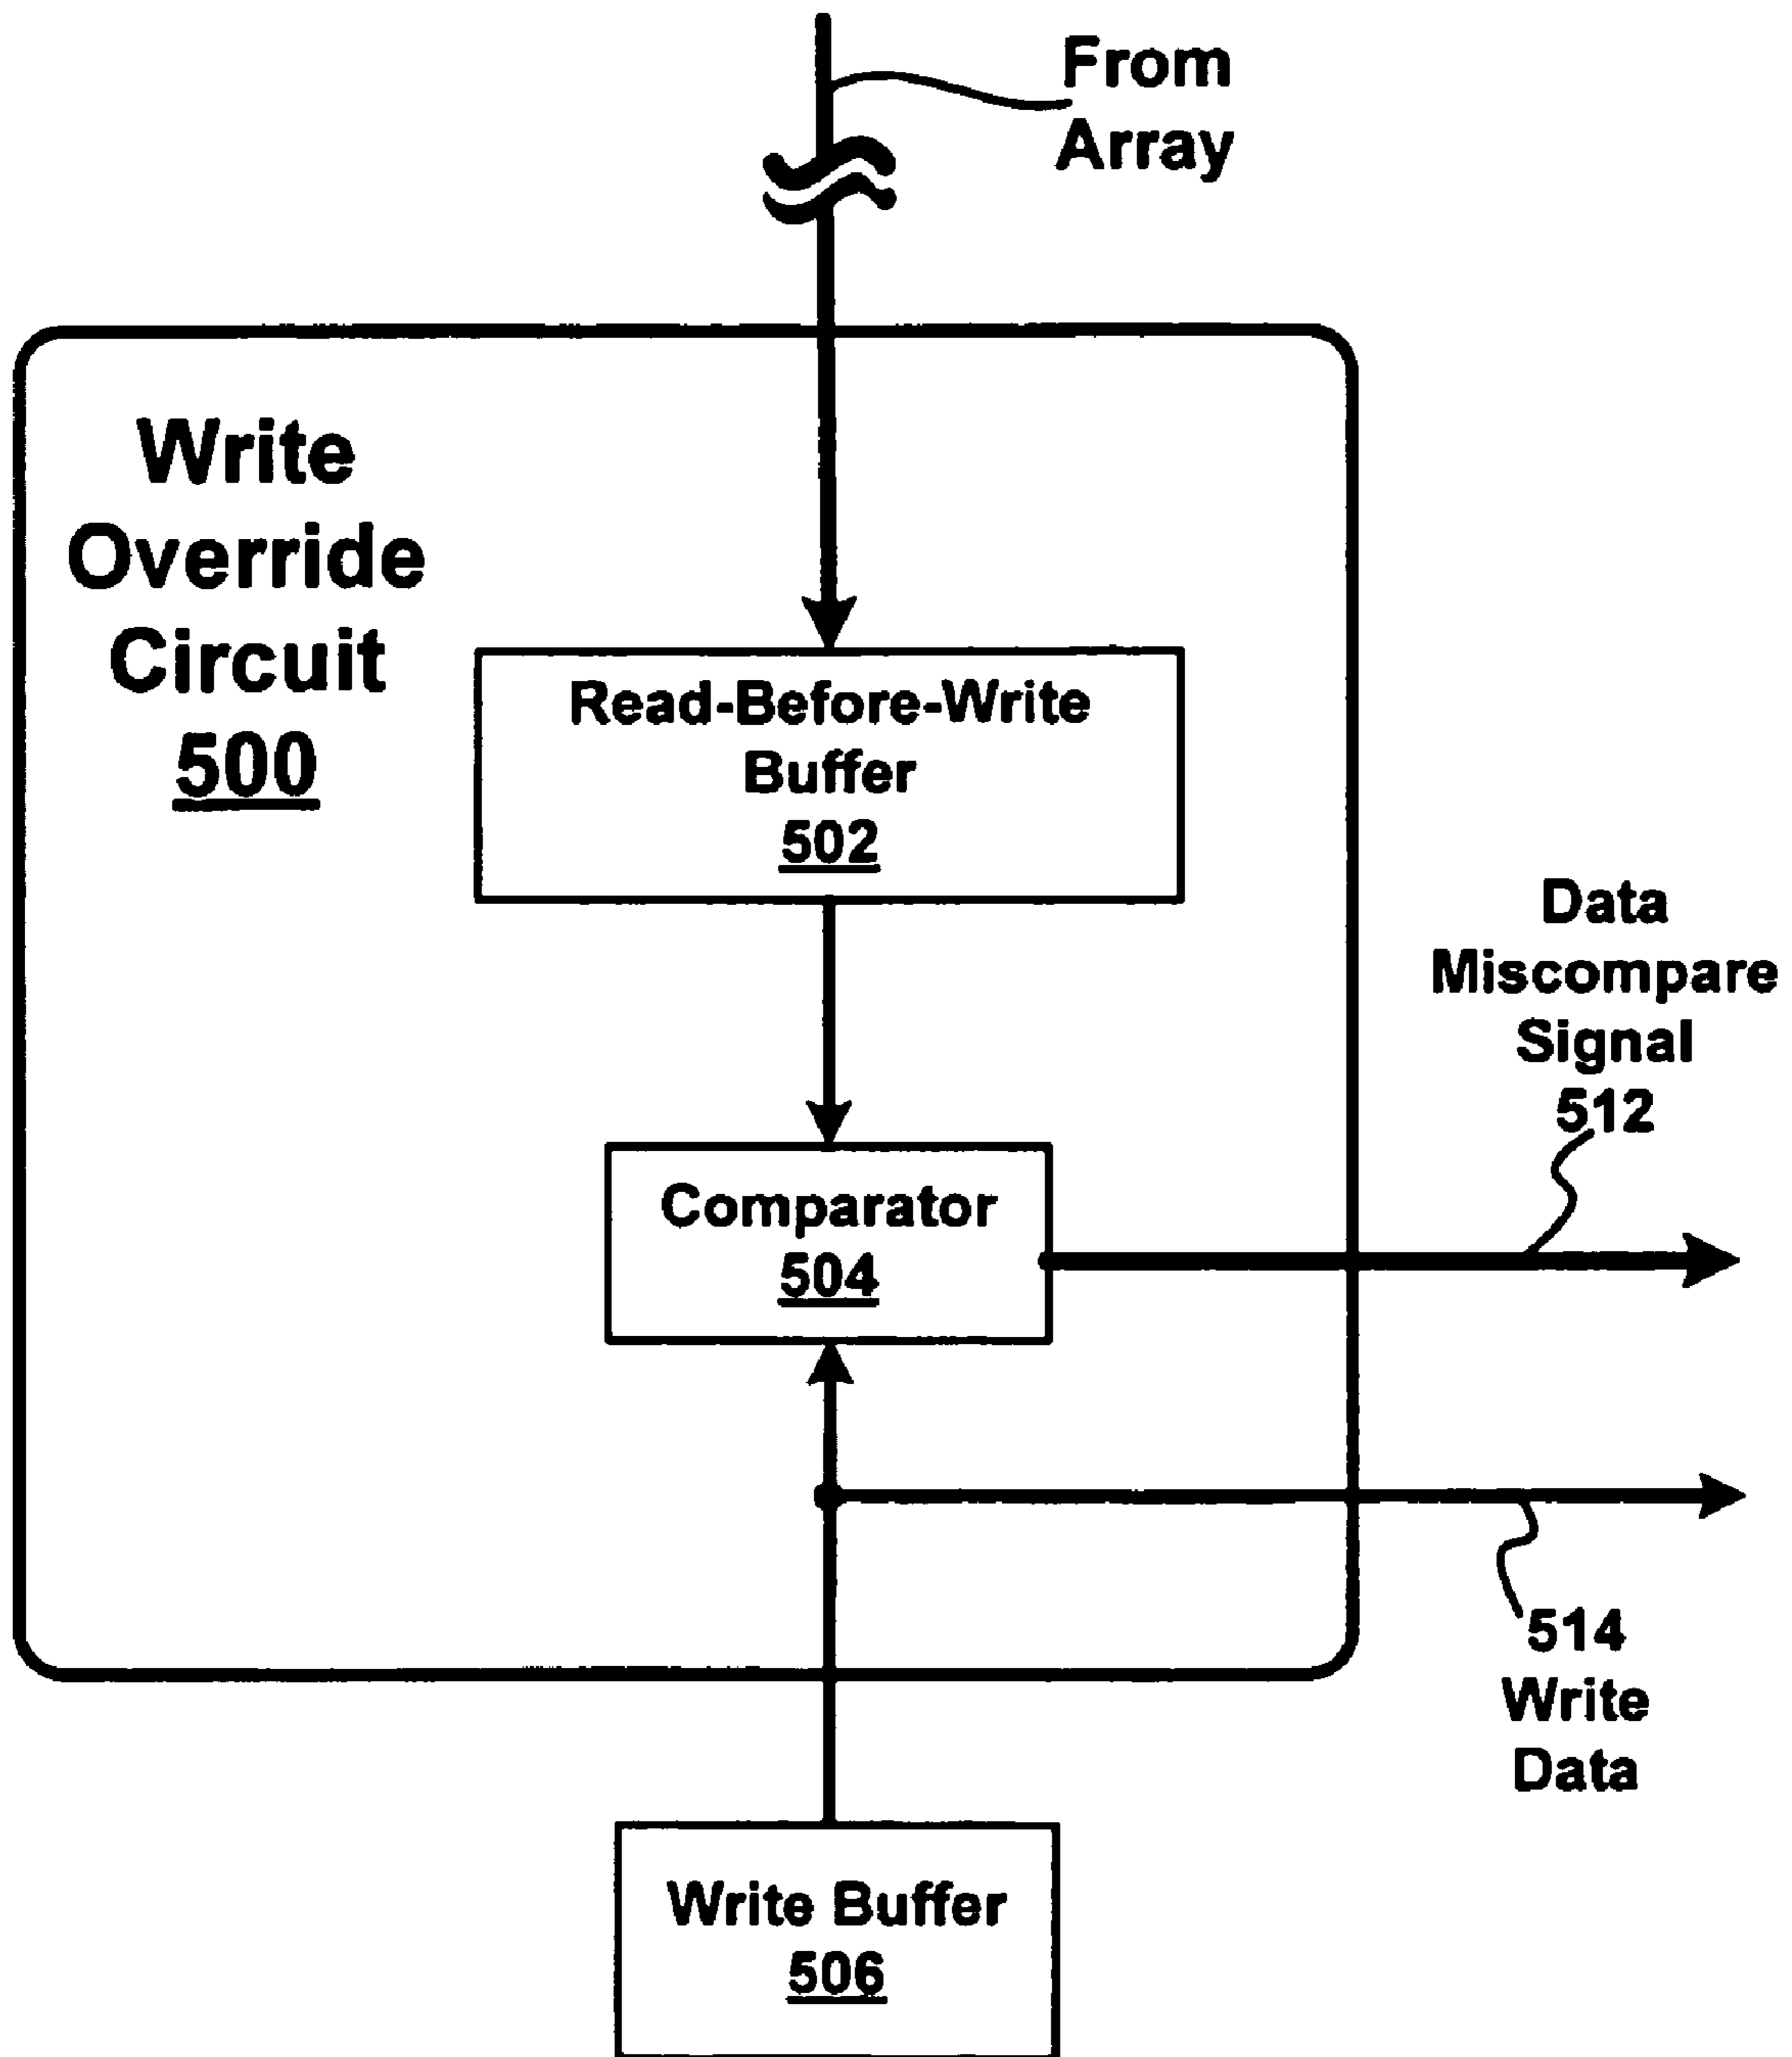 From
Array
Write
Override
Circuit
500
Read-Before-Write
Buffer
502
Data
Miscompare
Signal
512
Comparator
504
514
Write
Data
Write Buffer
506